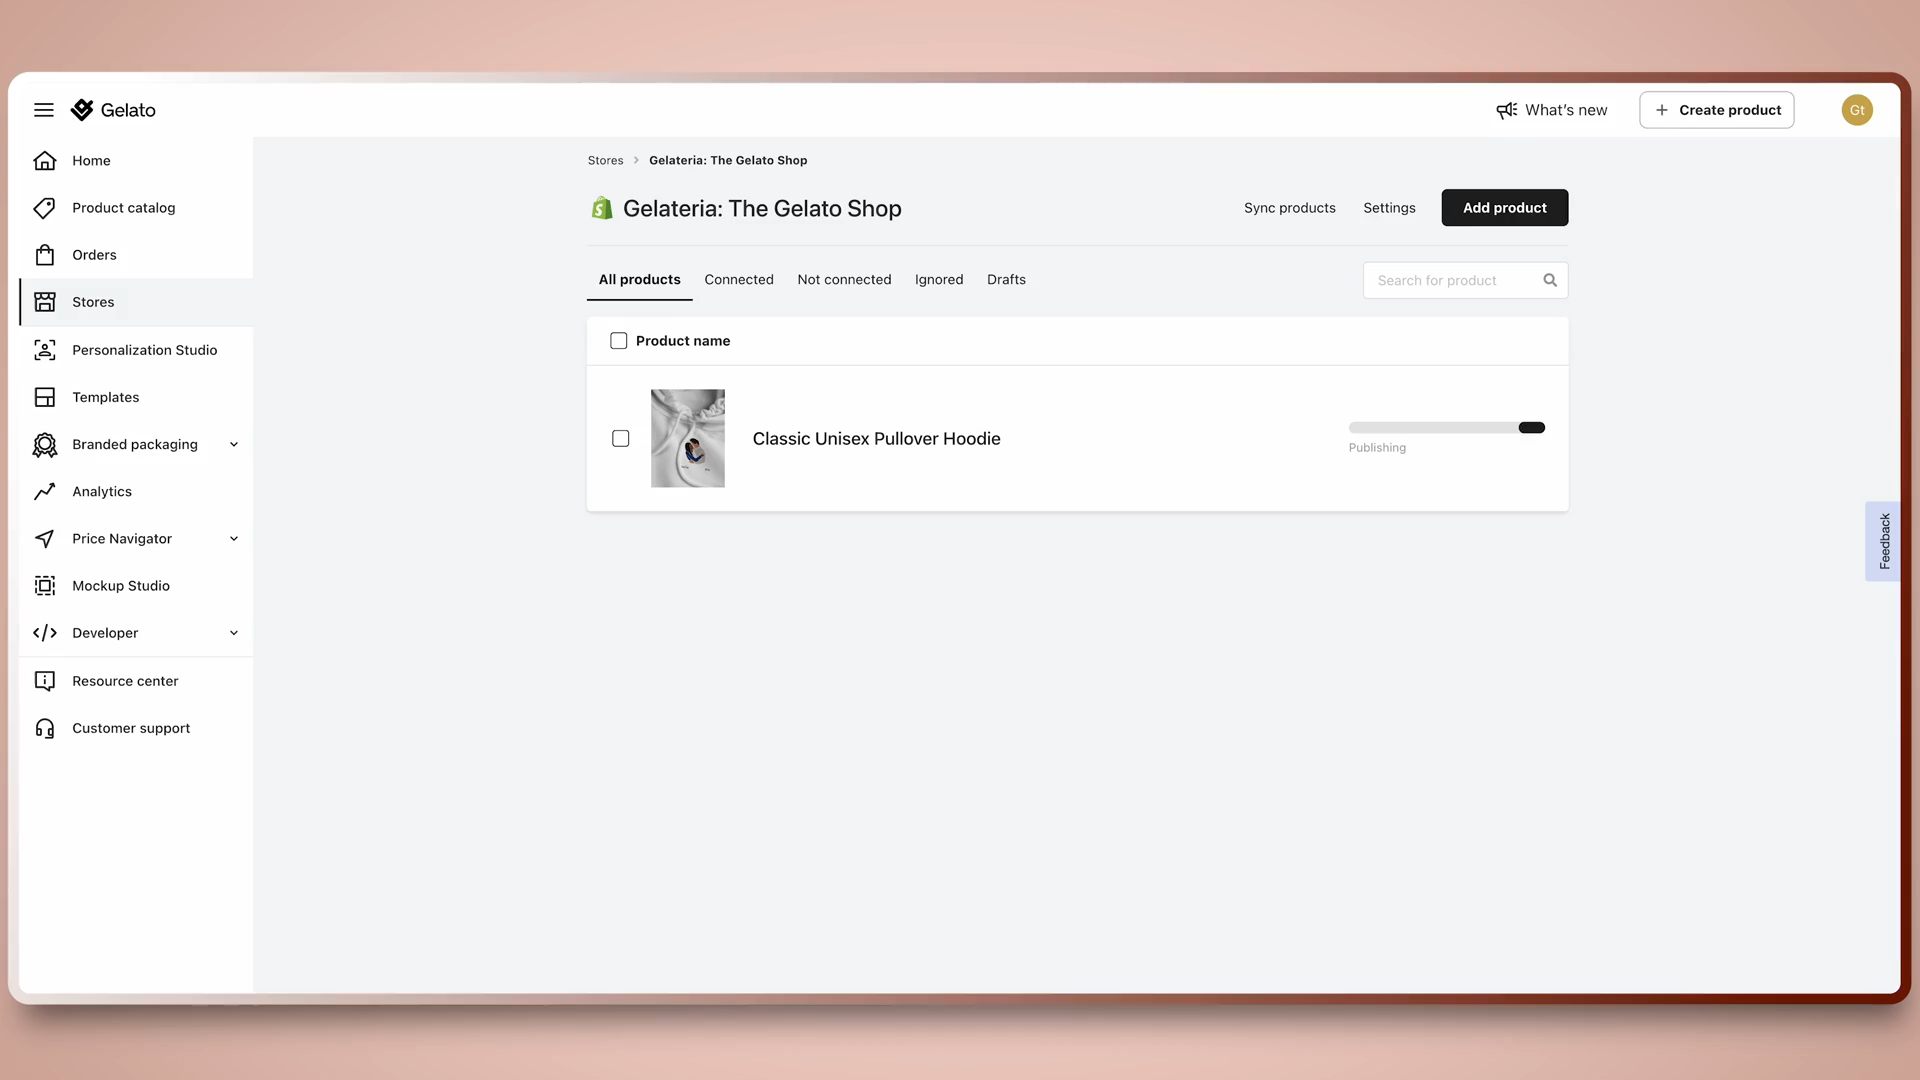 Gelato
What's new
Create product
Gt
Home
Product catalog
Orders
Stores
Personalization Studio
Templates
Branded packaging
Analytics
Price Navigator
Mockup Studio
Developer
Resource center
Customer support
Stores > Gelateria: The Gelato Shop
Gelateria: The Gelato Shop
Sync products
Settings
Add product
All products
Connected
Not connected
Ignored
Drafts
Search for product
Product name
Classic Unisex Pullover Hoodie
Publishing
Feedback